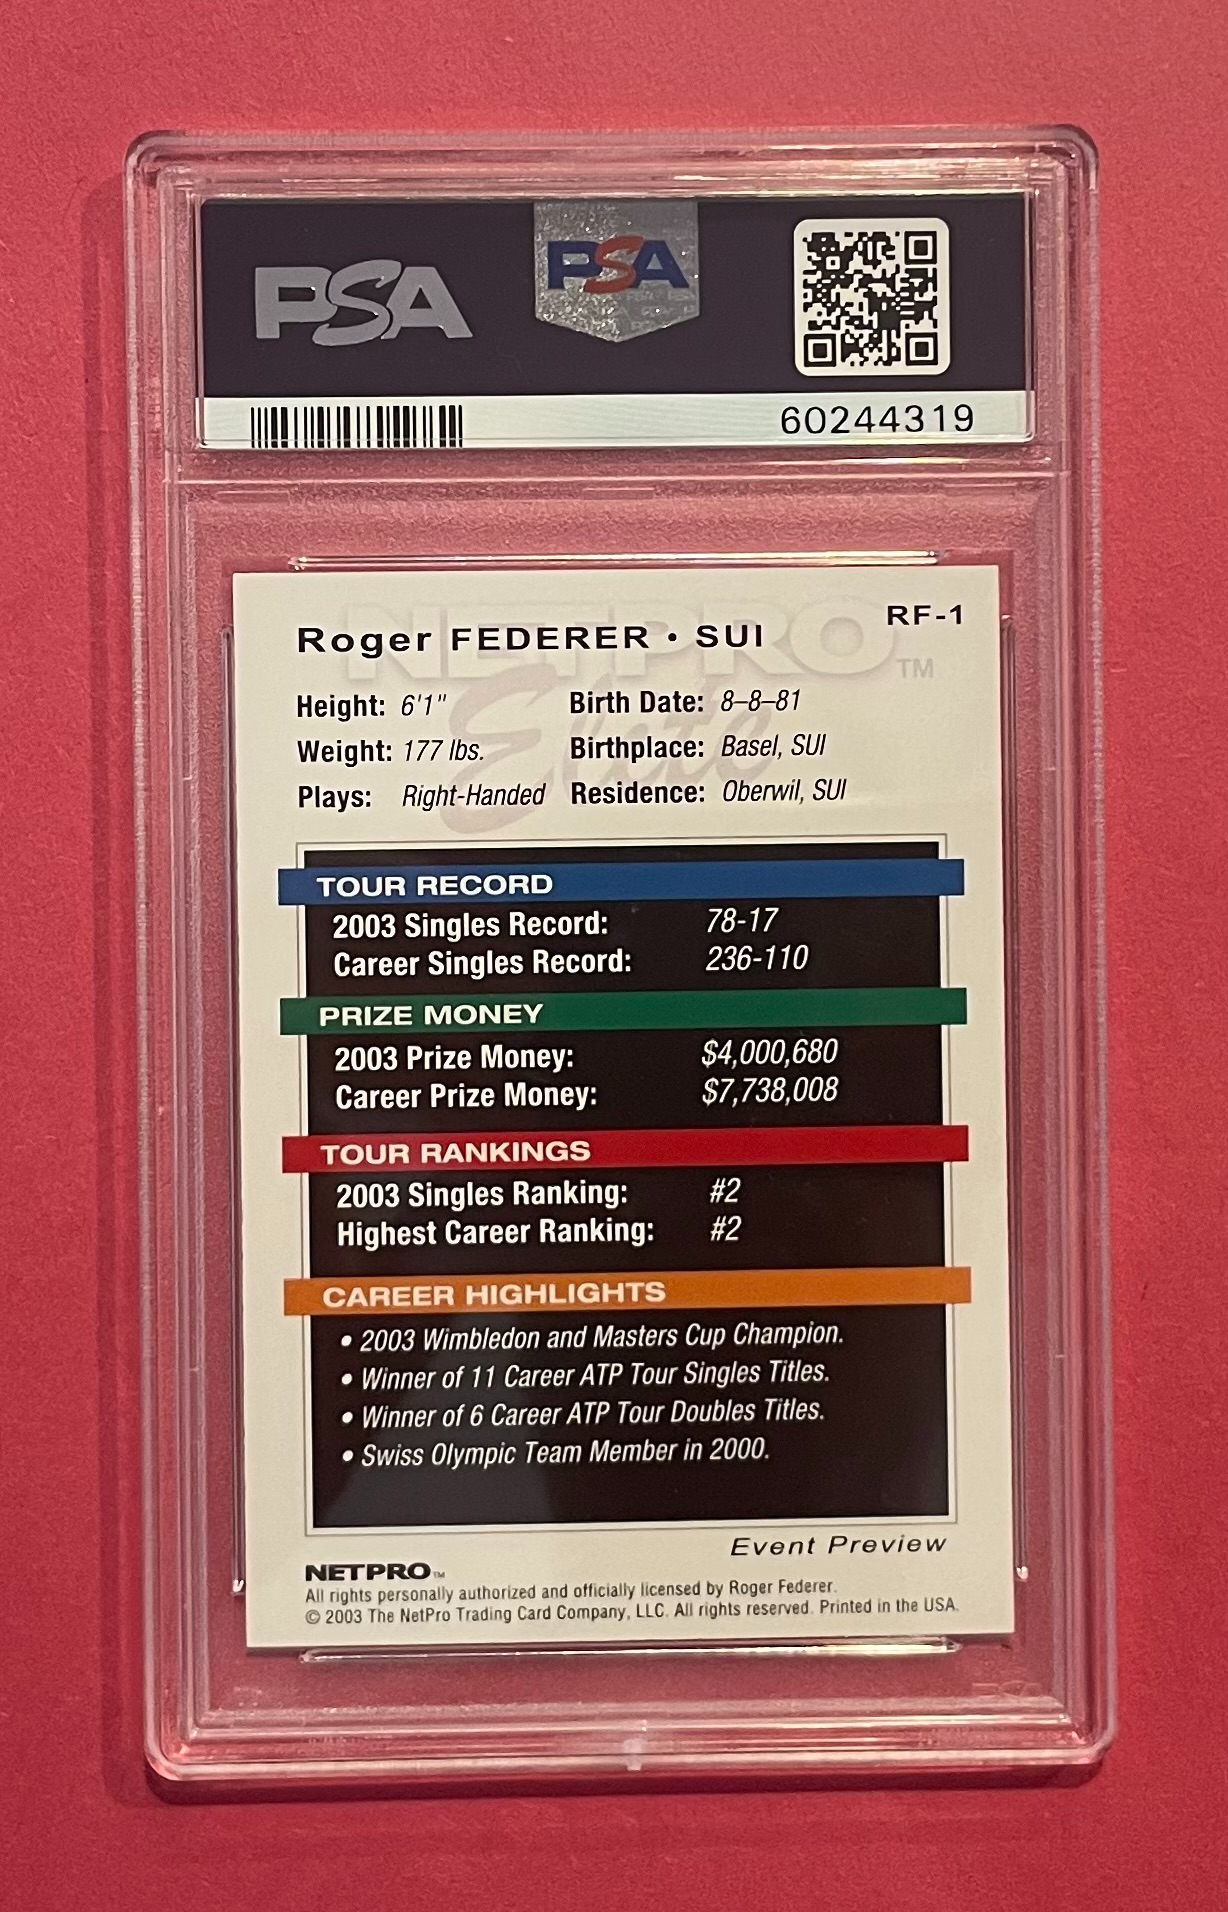 PSA
PSA
60244319
NETPRO
Elite
TM
RF-1
Roger FEDERER • SUI
Height: 6'1" Birth Date: 8–8–81
Weight: 177 lbs. Birthplace: Basel, SUI
Plays: Right-Handed Residence: Oberwil, SUI
TOUR RECORD
2003 Singles Record: 78-17
Career Singles Record: 236-110
PRIZE MONEY
2003 Prize Money: $4,000,680
Career Prize Money: $7,738,008
TOUR RANKINGS
2003 Singles Ranking: #2
Highest Career Ranking: #2
CAREER HIGHLIGHTS
• 2003 Wimbledon and Masters Cup Champion.
• Winner of 11 Career ATP Tour Singles Titles.
• Winner of 6 Career ATP Tour Doubles Titles.
• Swiss Olympic Team Member in 2000.
Event Preview
NETPRO™
All rights personally authorized and officially licensed by Roger Federer.
© 2003 The NetPro Trading Card Company, LLC. All rights reserved. Printed in the USA.